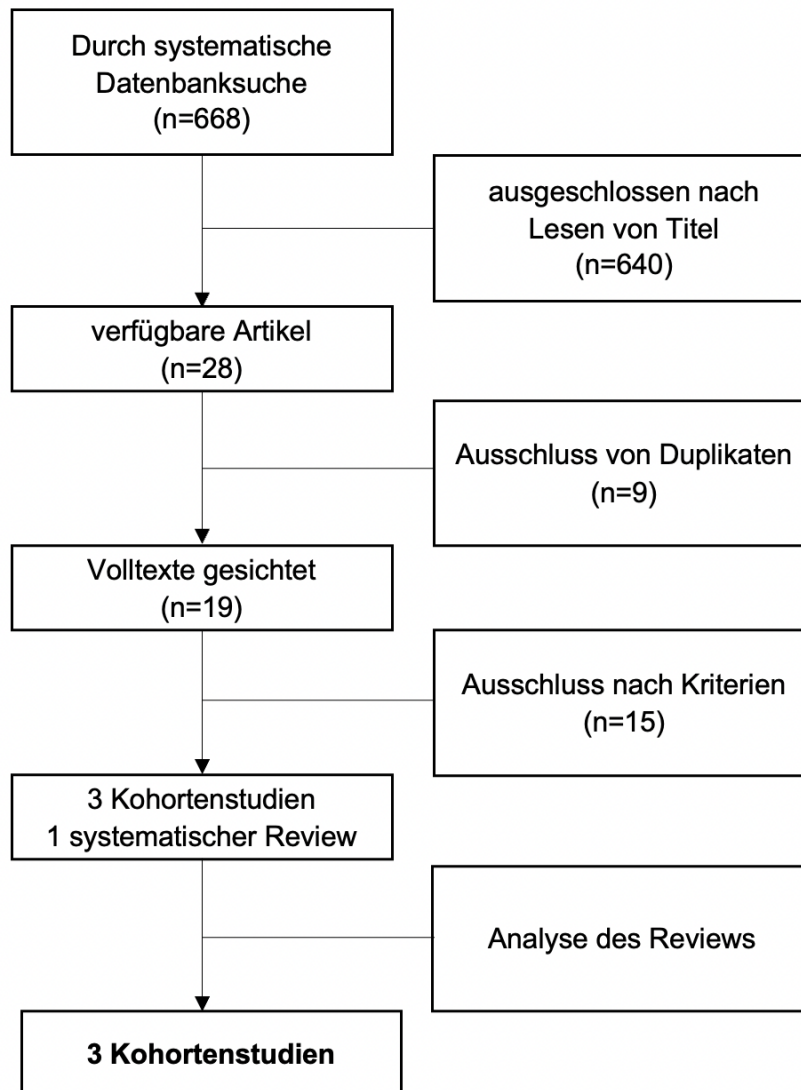 Durch systematische
Datenbanksuche
(n=668)
ausgeschlossen nach
Lesen von Titel
(n=640)
verfügbare Artikel
(n=28)
Ausschluss von Duplikaten
(n=9)
Volltexte gesichtet
(n=19)
Ausschluss nach Kriterien
(n=15)
3 Kohortenstudien
1 systematischer Review
Analyse des Reviews
3 Kohortenstudien